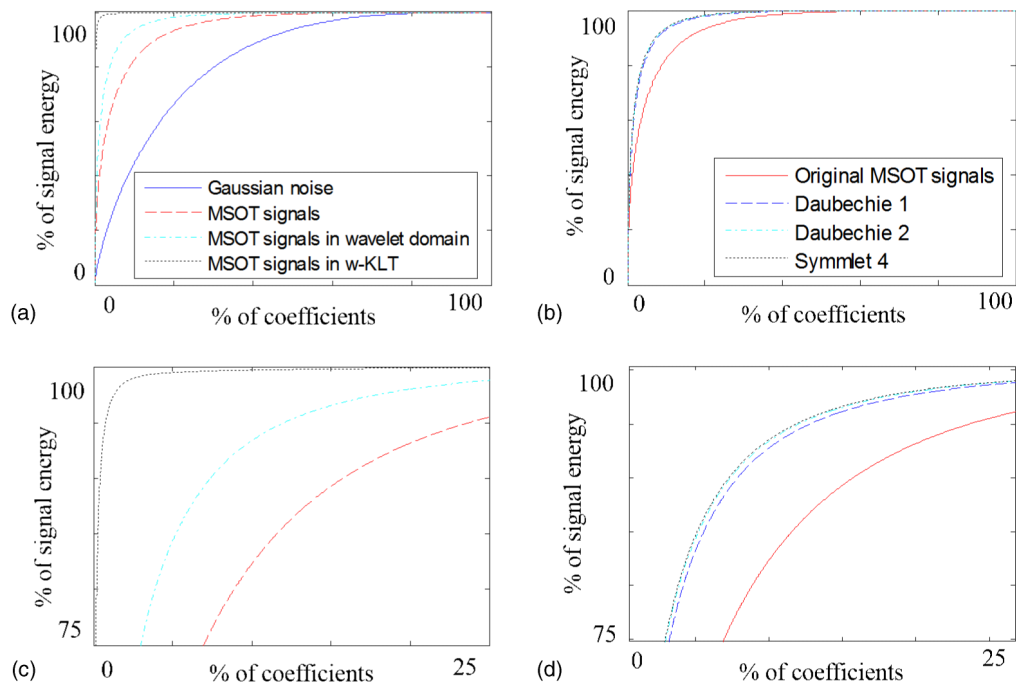 100
% of signal energy
0
Gaussian noise
MSOT signals
MSOT signals in wavelet domain
MSOT signals in w-KLT
0
100
% of coefficients
(a)
100
% of signal energy
0
Original MSOT signals
Daubechie 1
Daubechie 2
Symmlet 4
0
100
% of coefficients
(b)
100
% of signal energy
75
0
25
% of coefficients
(c)
100
% of signal energy
75
0
25
% of coefficients
(d)